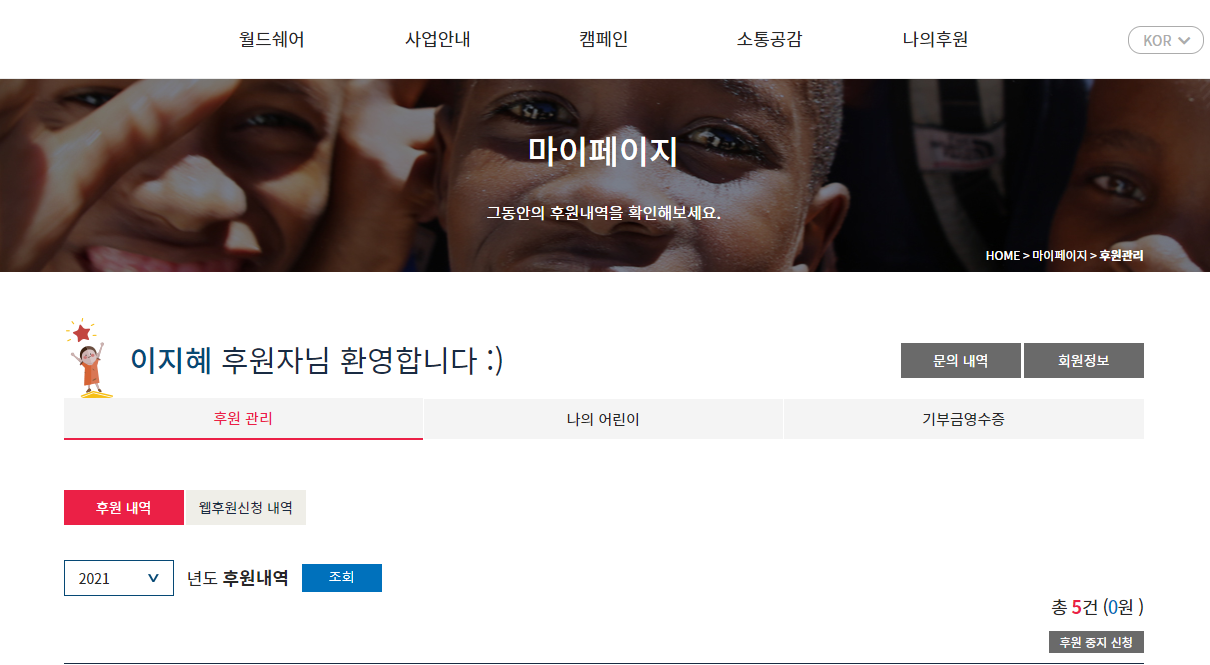 월드쉐어 사업안내 캠페인 소통공감 나의후원 KOR
마이페이지
그동안의 후원내역을 확인해보세요.
HOME > 마이페이지 > 후원관리
이지혜 후원자님 환영합니다 :)
문의 내역 회원정보
후원 관리 나의 어린이 기부금영수증
후원 내역 웹후원신청 내역
2021 년도 후원내역 조회
총 5건 (0원 )
후원 중지 신청